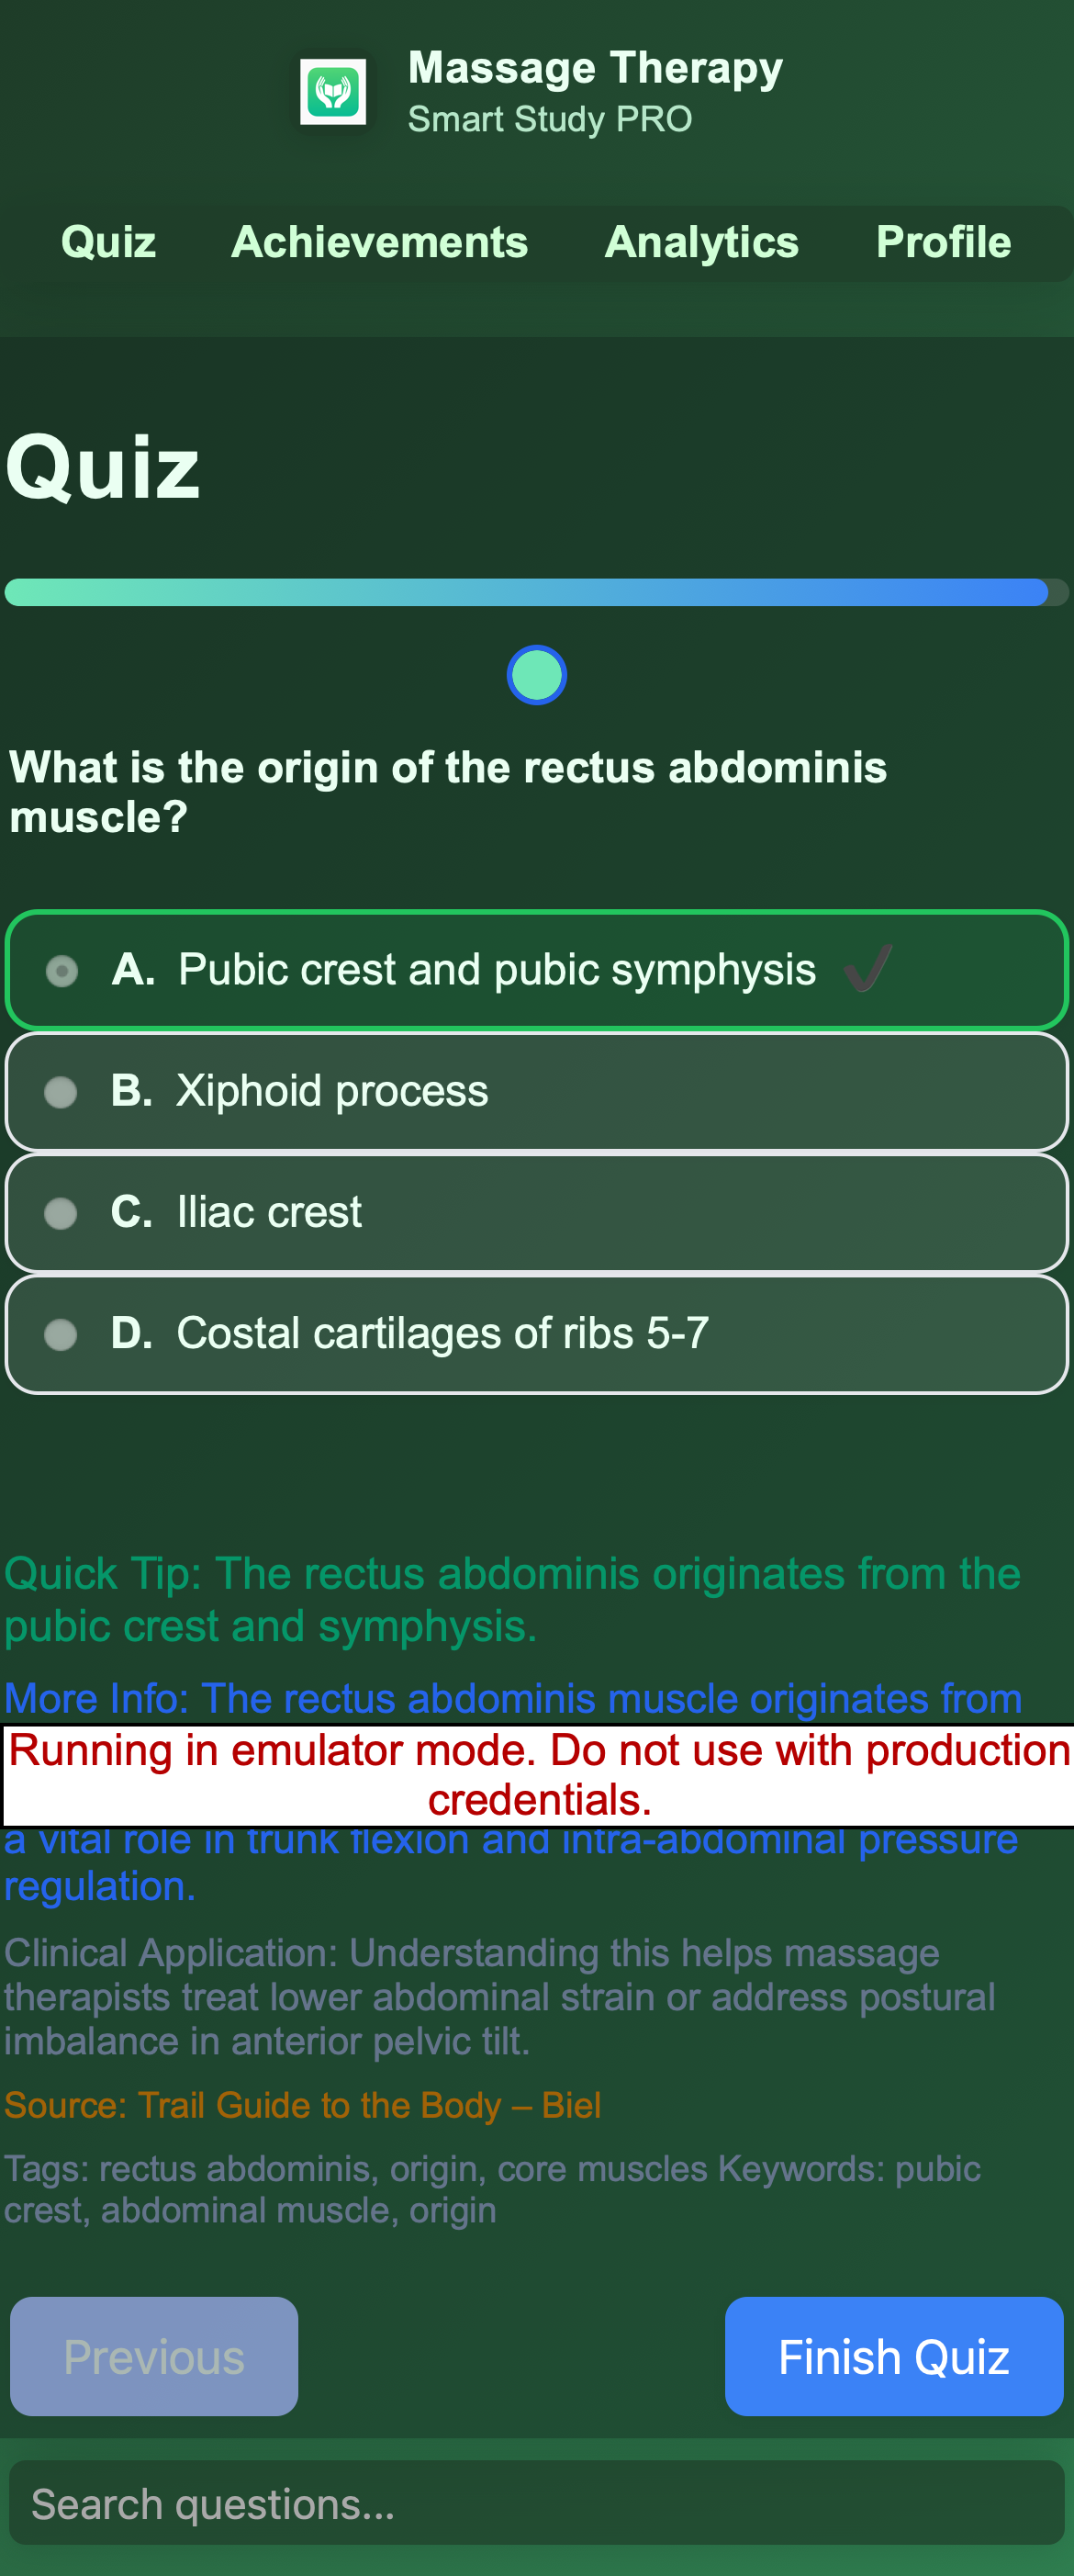 Massage Therapy
Smart Study PRO
Quiz Achievements Analytics Profile
Quiz
What is the origin of the rectus abdominis
muscle?
A. Pubic crest and pubic symphysis ✔
B. Xiphoid process
C. Iliac crest
D. Costal cartilages of ribs 5-7
Quick Tip: The rectus abdominis originates from the
pubic crest and symphysis.
More Info: The rectus abdominis muscle originates from
Running in emulator mode. Do not use with production
credentials.
a vital role in trunk flexion and intra-abdominal pressure
regulation.
Clinical Application: Understanding this helps massage
therapists treat lower abdominal strain or address postural
imbalance in anterior pelvic tilt.
Source: Trail Guide to the Body – Biel
Tags: rectus abdominis, origin, core muscles Keywords: pubic
crest, abdominal muscle, origin
Previous
Finish Quiz
Search questions...